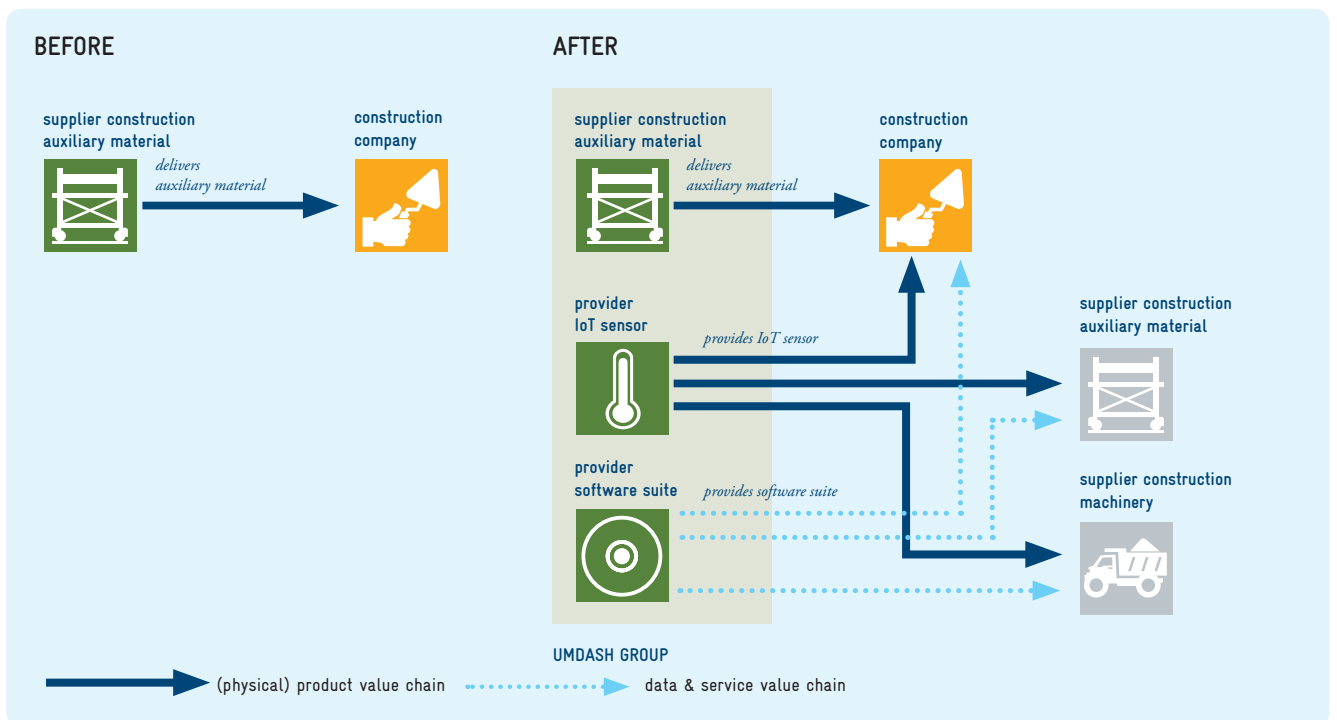 BEFORE
supplier construction
auxiliary material
delivers
auxiliary material
construction
company
AFTER
supplier construction
auxiliary material
delivers
auxiliary material
construction
company
provider
IoT sensor
provides IoT sensor
supplier construction
auxiliary material
provider
software suite
provides software suite
supplier construction
machinery
UMDASH GROUP
(physical) product value chain
data & service value chain